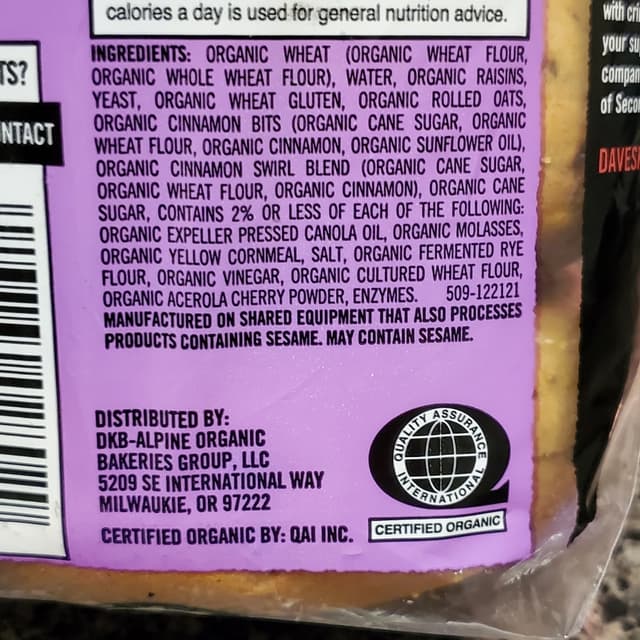 calories a day is used for general nutrition advice.
INGREDIENTS: ORGANIC WHEAT (ORGANIC WHEAT FLOUR,
ORGANIC WHOLE WHEAT FLOUR), WATER, ORGANIC RAISINS,
YEAST, ORGANIC WHEAT GLUTEN, ORGANIC ROLLED OATS,
ORGANIC CINNAMON BITS (ORGANIC CANE SUGAR, ORGANIC
WHEAT FLOUR, ORGANIC CINNAMON, ORGANIC SUNFLOWER OIL),
ORGANIC CINNAMON SWIRL BLEND (ORGANIC CANE SUGAR,
ORGANIC WHEAT FLOUR, ORGANIC CINNAMON), ORGANIC CANE
SUGAR, CONTAINS 2% OR LESS OF EACH OF THE FOLLOWING:
ORGANIC EXPELLER PRESSED CANOLA OIL, ORGANIC MOLASSES,
ORGANIC YELLOW CORNMEAL, SALT, ORGANIC FERMENTED RYE
FLOUR, ORGANIC VINEGAR, ORGANIC CULTURED WHEAT FLOUR,
ORGANIC ACEROLA CHERRY POWDER, ENZYMES. 509-122121
MANUFACTURED ON SHARED EQUIPMENT THAT ALSO PROCESSES
PRODUCTS CONTAINING SESAME. MAY CONTAIN SESAME.
DISTRIBUTED BY:
DKB-ALPINE ORGANIC
BAKERIES GROUP, LLC
5209 SE INTERNATIONAL WAY
MILWAUKIE, OR 97222
CERTIFIED ORGANIC BY: QAI INC.
QUALITY ASSURANCE
INTERNATIONAL
CERTIFIED ORGANIC
TS?
NTACT
with
your
of